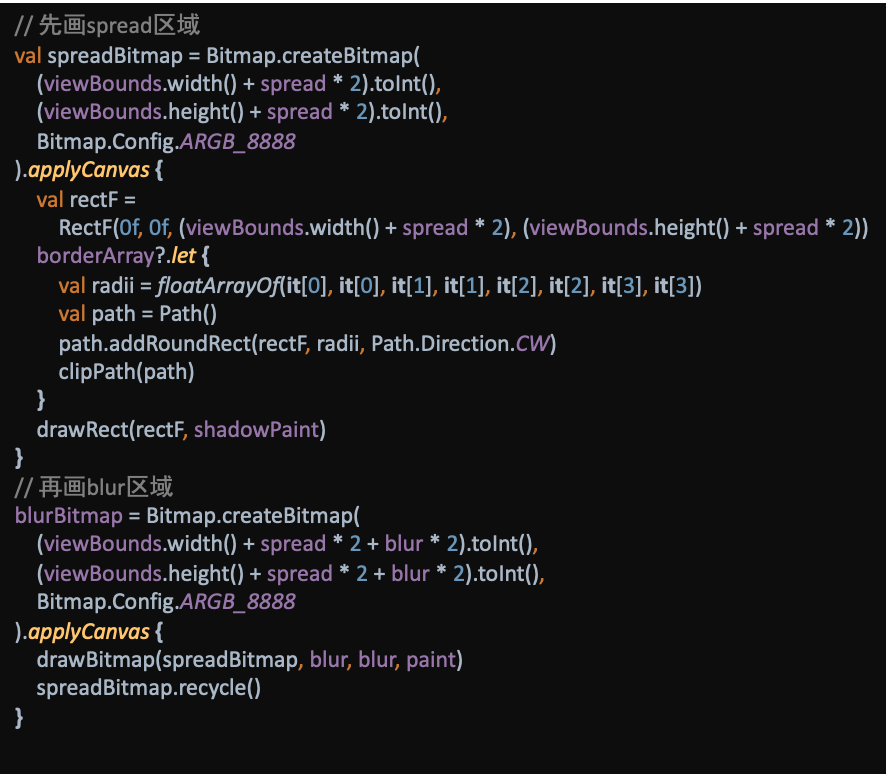 // 先画spread区域
val spreadBitmap = Bitmap.createBitmap(
    (viewBounds.width() + spread * 2).toInt(),
    (viewBounds.height() + spread * 2).toInt(),
    Bitmap.Config.ARGB_8888
).applyCanvas {
    val rectF =
        RectF(0f, 0f, (viewBounds.width() + spread * 2), (viewBounds.height() + spread * 2))
    borderArray?.let {
        val radii = floatArrayOf(it[0], it[0], it[1], it[1], it[2], it[2], it[3], it[3])
        val path = Path()
        path.addRoundRect(rectF, radii, Path.Direction.CW)
        clipPath(path)
    }
    drawRect(rectF, shadowPaint)
}
// 再画blur区域
blurBitmap = Bitmap.createBitmap(
    (viewBounds.width() + spread * 2 + blur * 2).toInt(),
    (viewBounds.height() + spread * 2 + blur * 2).toInt(),
    Bitmap.Config.ARGB_8888
).applyCanvas {
    drawBitmap(spreadBitmap, blur, blur, paint)
    spreadBitmap.recycle()
}